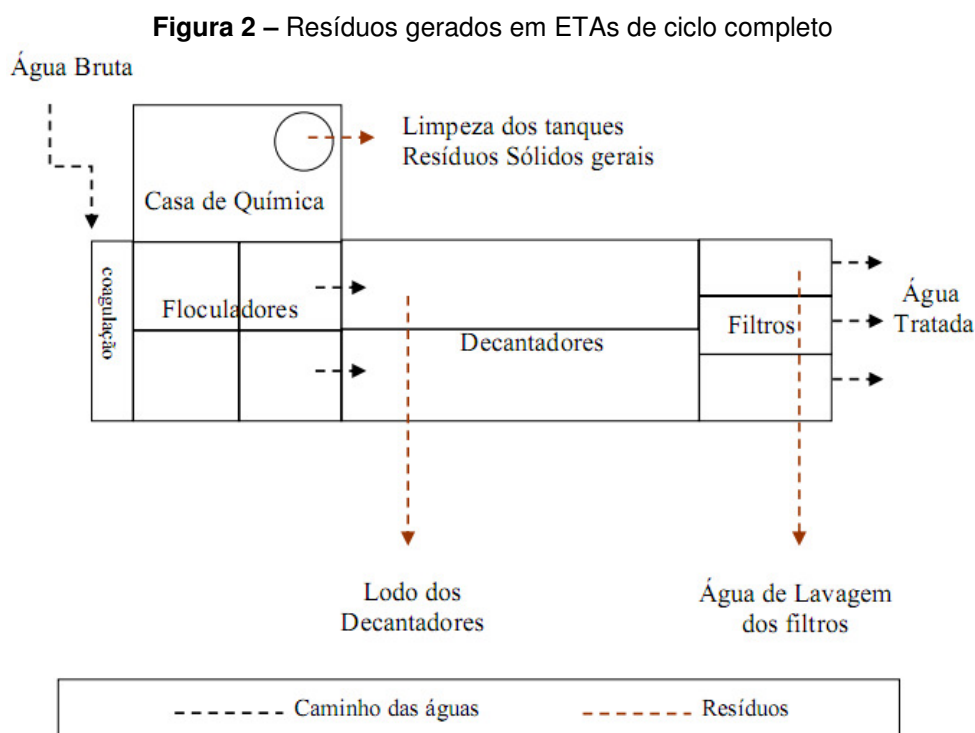 Figura 2 – Resíduos gerados em ETAs de ciclo completo
Água Bruta
Limpeza dos tanques
Resíduos Sólidos gerais
Casa de Química
coagulação
Floculadores
Decantadores
Filtros
Água
Tratada
Lodo dos
Decantadores
Água de Lavagem
dos filtros
Caminho das águas
Resíduos